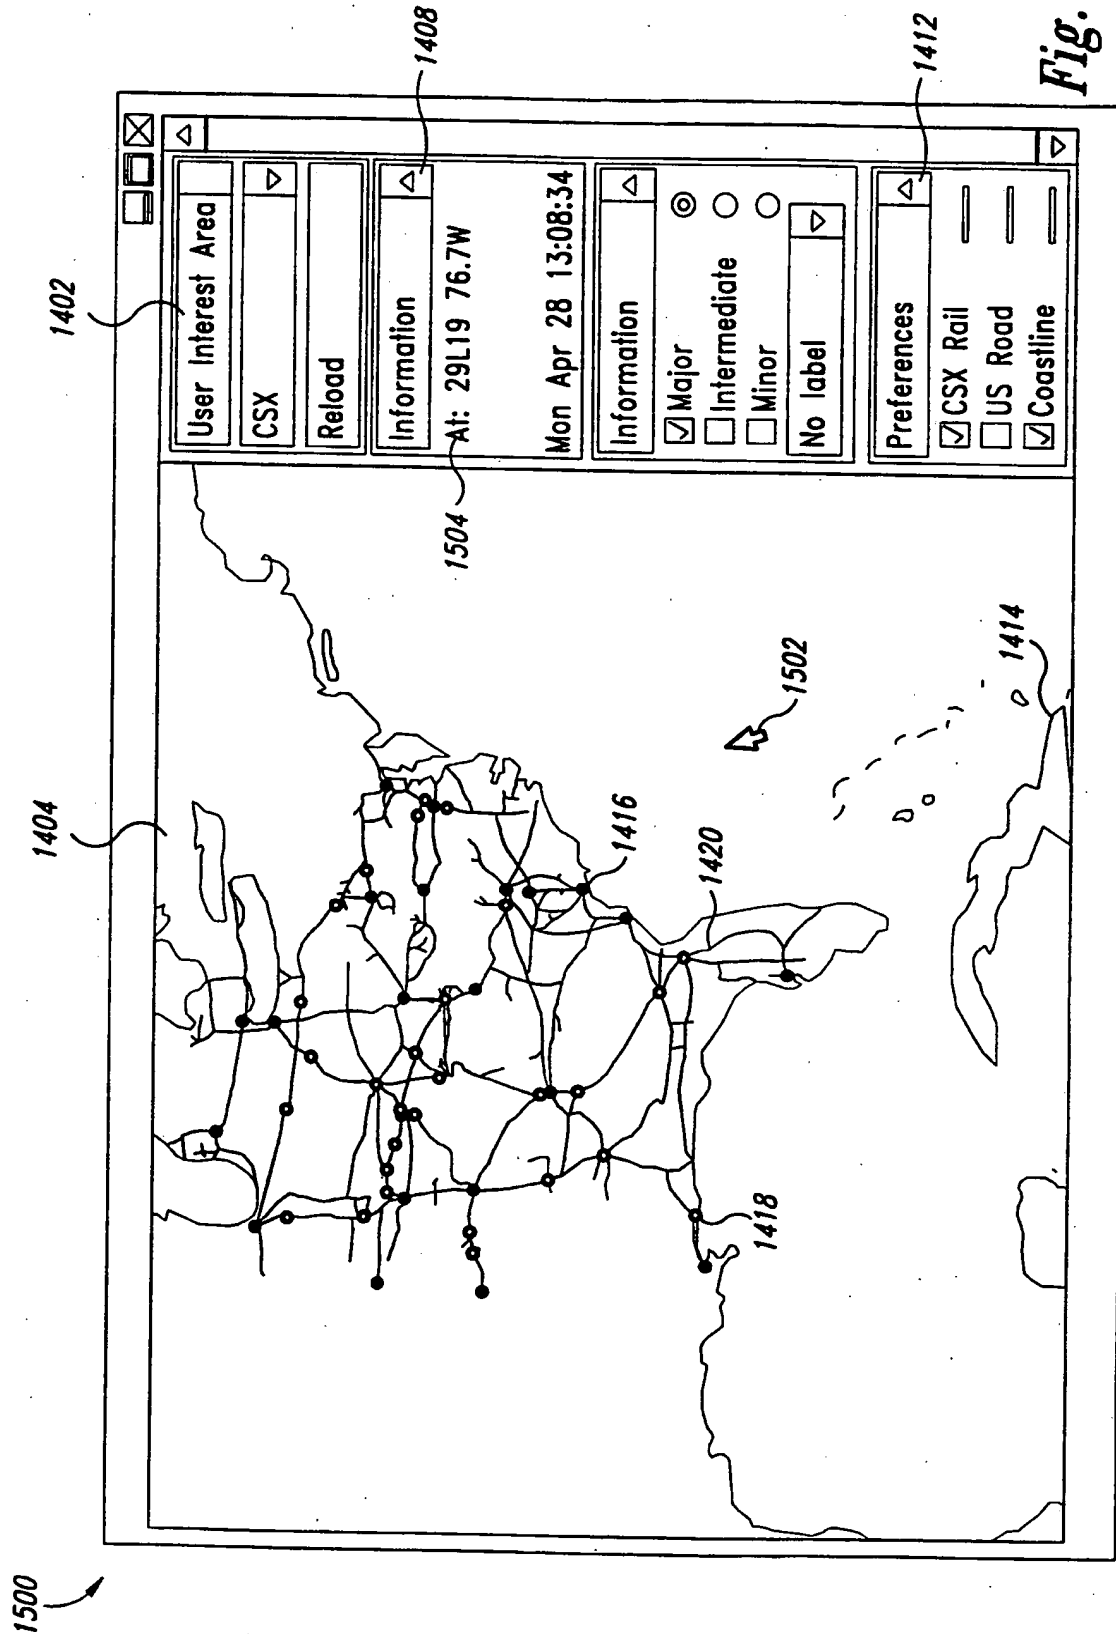 1500
1404
1402
User Interest Area
CSX
Reload
Information
1408
At: 29L19 76.7W
1504
Mon Apr 28 13:08:34
Information
Major
Intermediate
Minor
No label
Preferences
1412
CSX Rail
US Road
Coastline
1502
1416
1420
1418
1414
Fig.